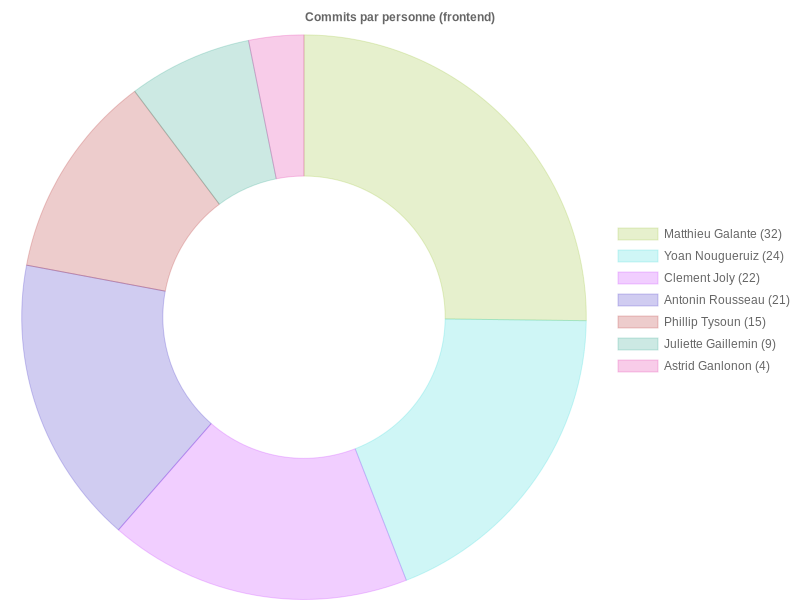 Commits par personne (frontend)
Matthieu Galante (32)
Yoan Nougueruiz (24)
Clement Joly (22)
Antonin Rousseau (21)
Phillip Tysoun (15)
Juliette Gaillemin (9)
Astrid Ganlonon (4)